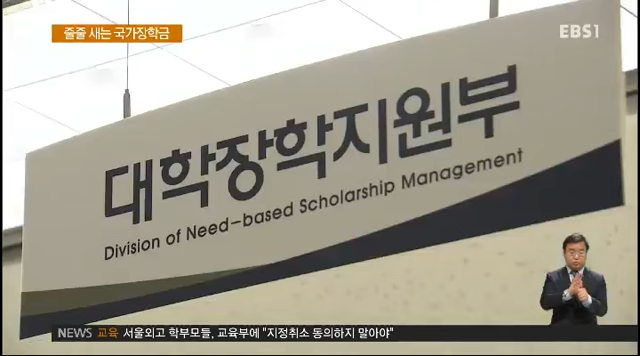 줄줄 새는 국가장학금
EBS1
대학장학지원부
Division of Need-based Scholarship Management
NEWS 교육 서울외고 학부모들, 교육부에 "지정취소 동의하지 말아야"